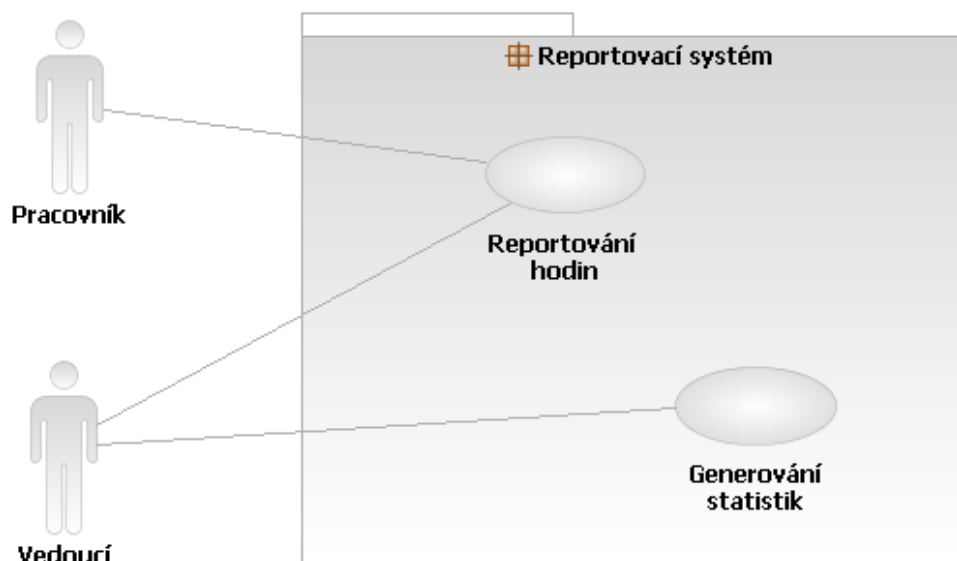 Reportovací systém
Pracovník
Reportování
hodin
Generování
statistik
Vedoucí